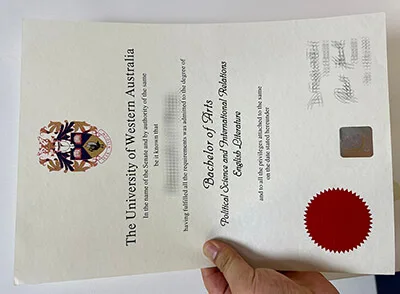 The University of Western Australia
In the name of the Senate and by authority of the same
be it known that
having fulfilled all the requirements was admitted to the degree of
Bachelor of Arts
Political Science and International Relations
English Literature
and to all the privileges attached to the same
on the date stated hereunder